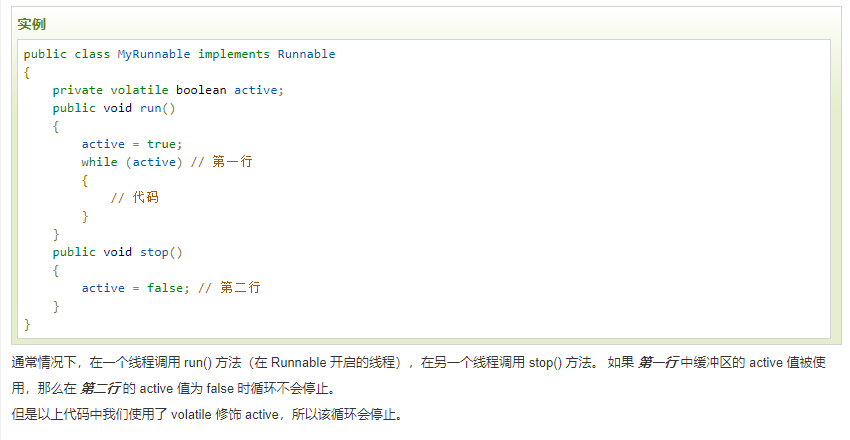 实例
public class MyRunnable implements Runnable
{
    private volatile boolean active;
    public void run()
    {
        active = true;
        while (active) // 第一行
        {
            // 代码
        }
    }
    public void stop()
    {
        active = false; // 第二行
    }
}
通常情况下，在一个线程调用 run() 方法（在 Runnable 开启的线程），在另一个线程调用 stop() 方法。 如果 第一行 中缓冲区的 active 值被使
用，那么在 第二行 的 active 值为 false 时循环不会停止。
但是以上代码中我们使用了 volatile 修饰 active，所以该循环会停止。